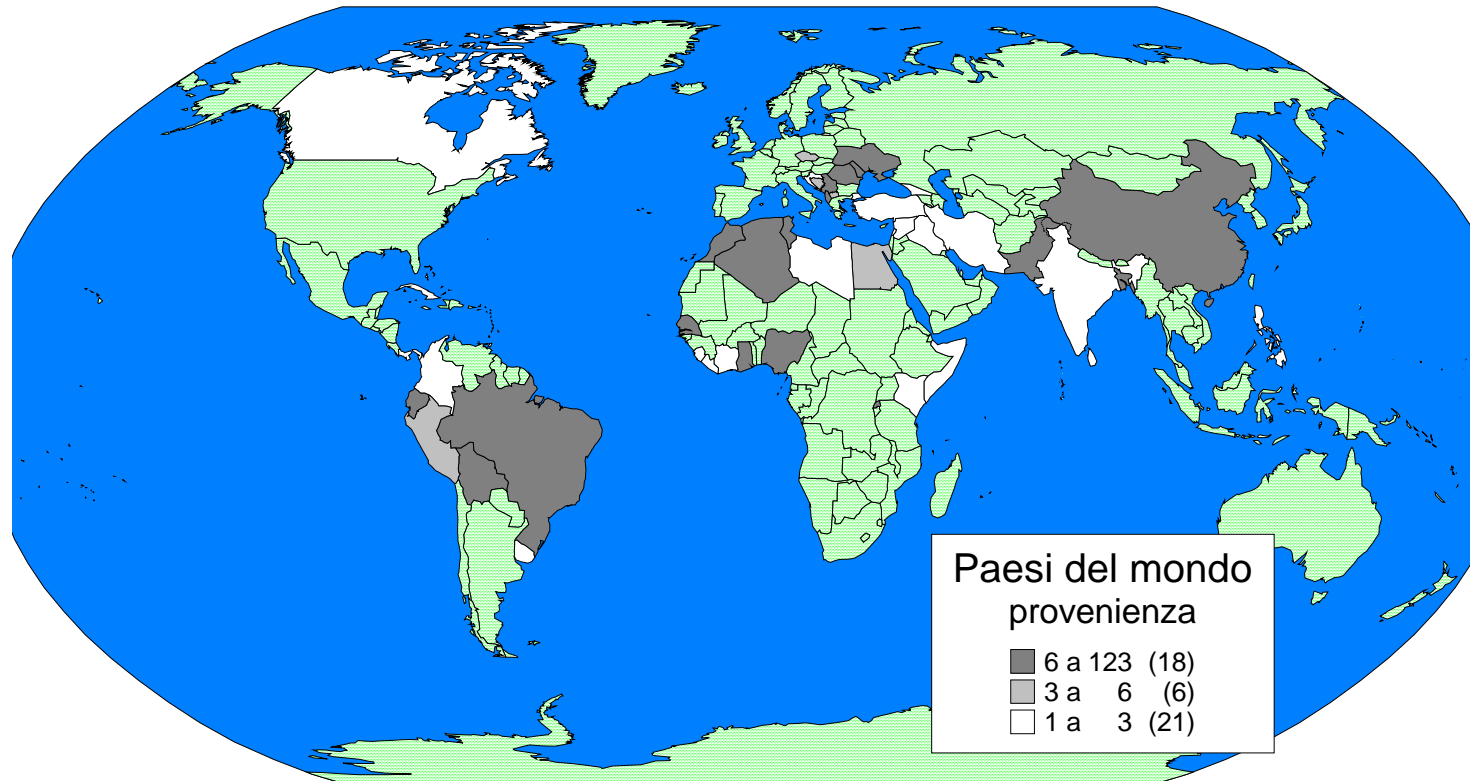 Paesi del mondo
provenienza
6 a 123 (18)
3 a 6 (6)
1 a 3 (21)